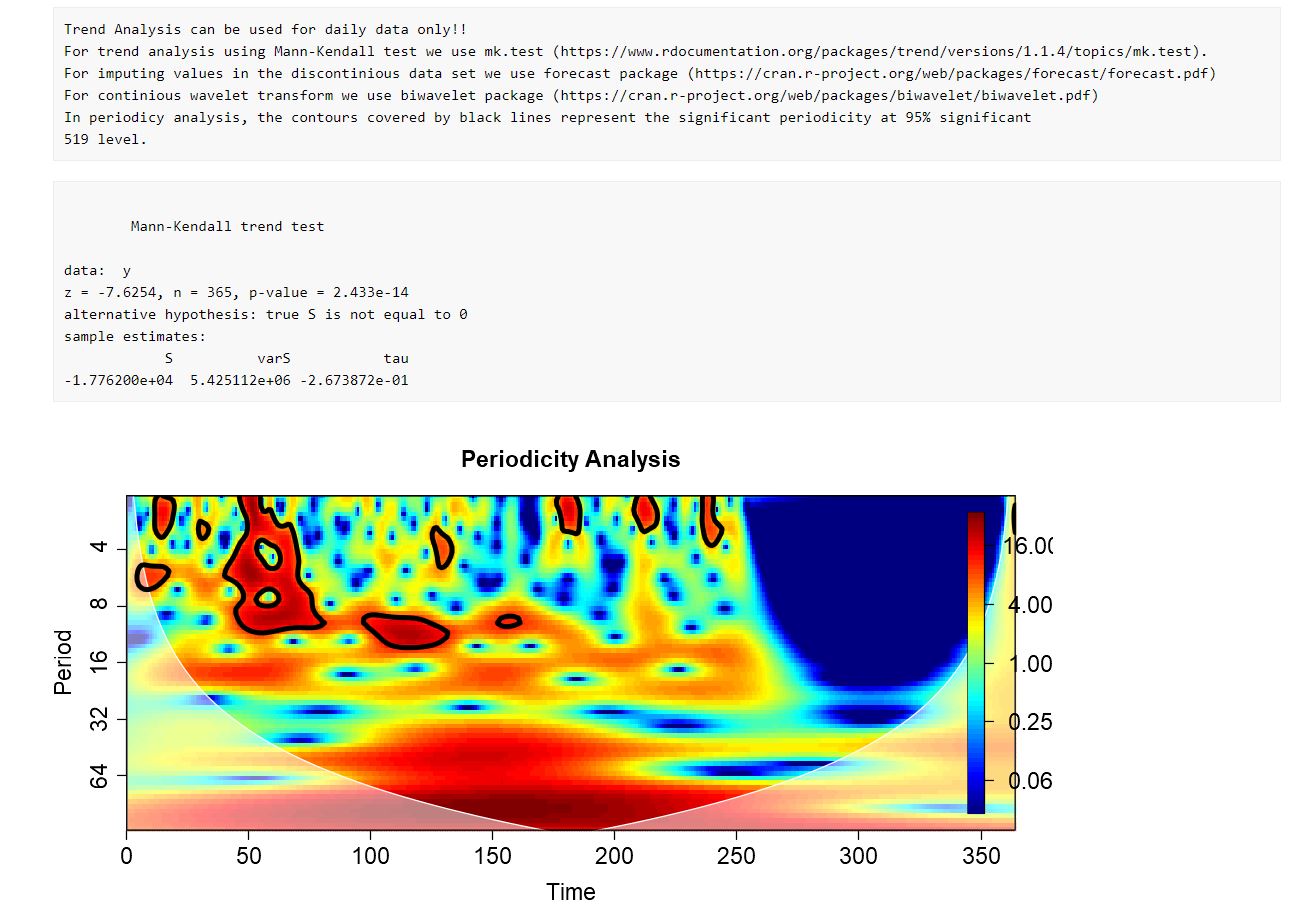 Trend Analysis can be used for daily data only!!
For trend analysis using Mann-Kendall test we use mk.test (https://www.rdocumentation.org/packages/trend/versions/1.1.4/topics/mk.test).
For imputing values in the discontinious data set we use forecast package (https://cran.r-project.org/web/packages/forecast/forecast.pdf)
For continious wavelet transform we use biwavelet package (https://cran.r-project.org/web/packages/biwavelet/biwavelet.pdf)
In periodicy analysis, the contours covered by black lines represent the significant periodicity at 95% significant
519 level.
Mann-Kendall trend test
data: y
z = -7.6254, n = 365, p-value = 2.433e-14
alternative hypothesis: true S is not equal to 0
sample estimates:
S varS tau
-1.776200e+04 5.425112e+06 -2.673872e-01
Periodicity Analysis
Period
4
8
16
32
64
16.00
4.00
1.00
0.25
0.06
0 50 100 150 200 250 300 350
Time